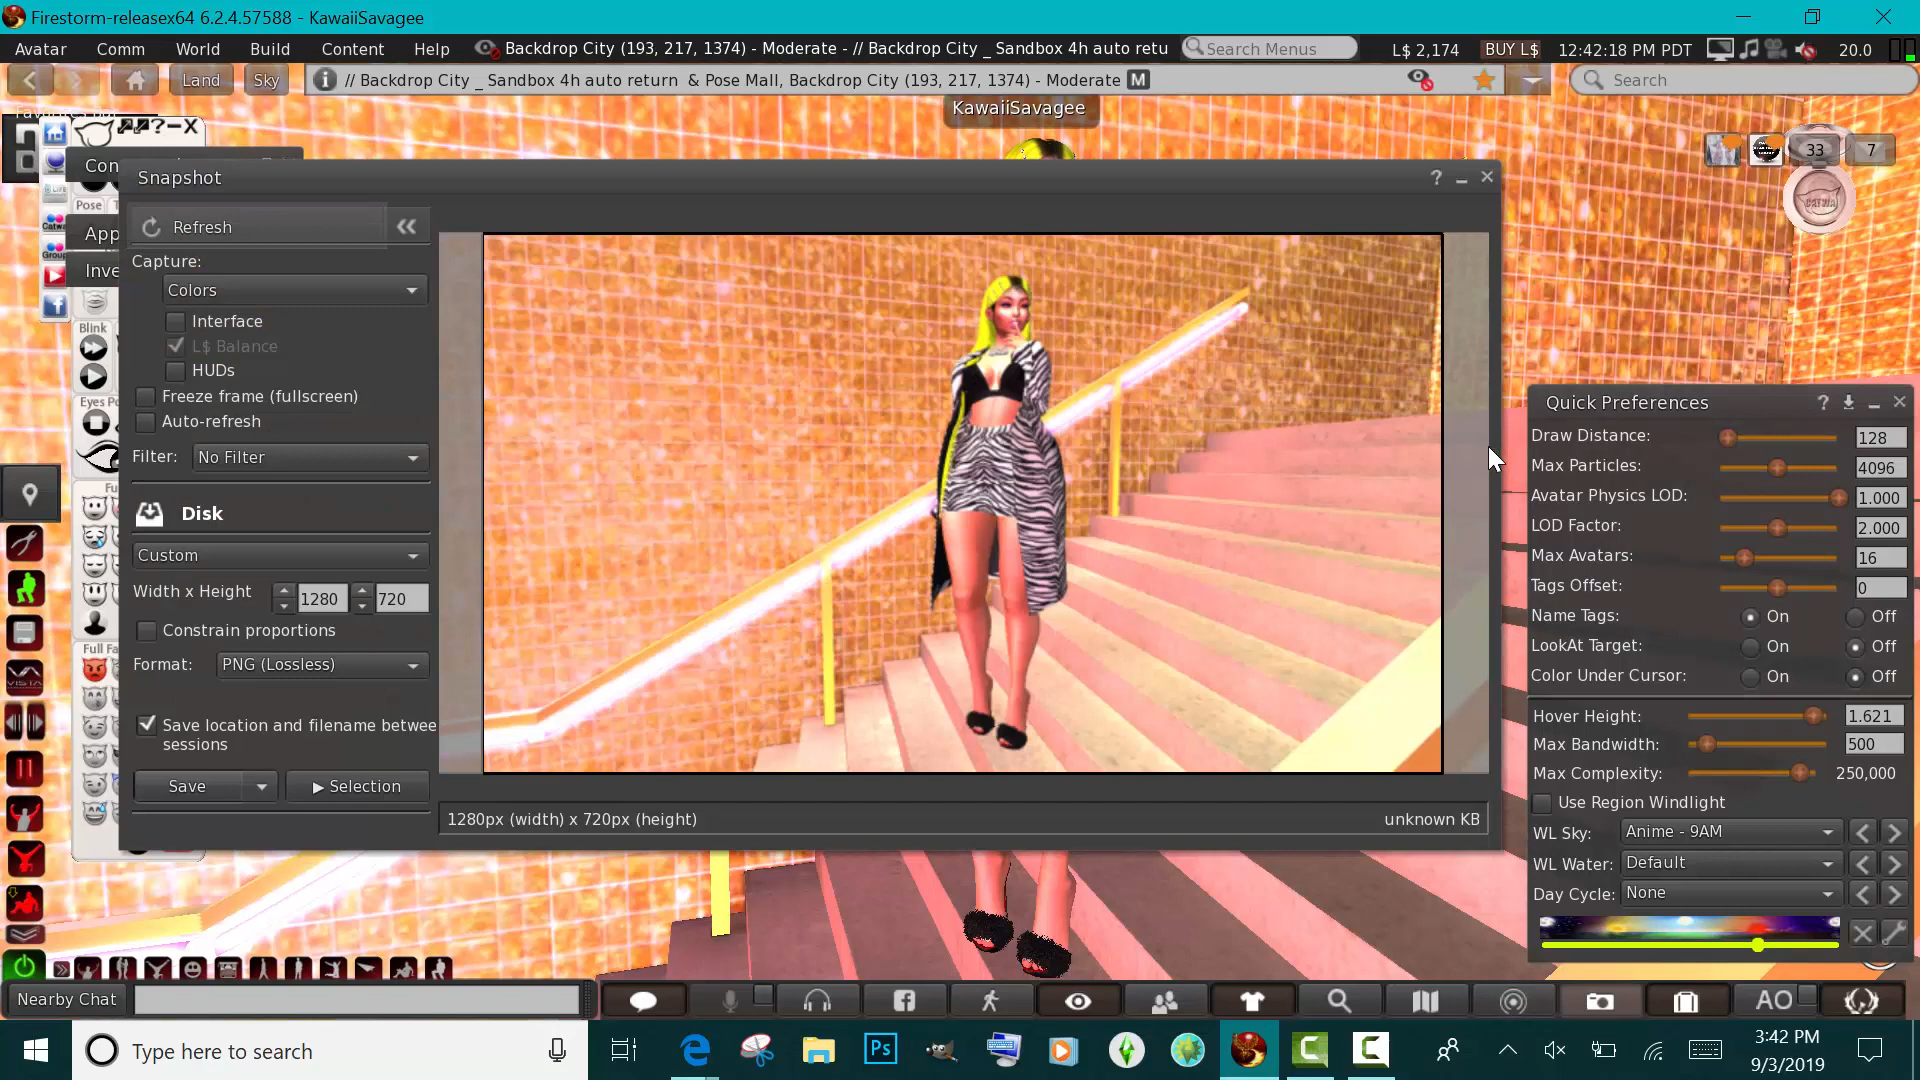 Firestorm-releasex64 6.2.4.57588 - KawaiiSavagee
Avatar Comm World Build Content Help Backdrop City (193, 217, 1374) - Moderate - // Backdrop City _ Sandbox 4h auto retu Search Menus L$ 2,174 BUY L$ 12:42:18 PM PDT 20.0
Land Sky // Backdrop City _ Sandbox 4h auto return & Pose Mall, Backdrop City (193, 217, 1374) - Moderate M Search
KawaiiSavagee
33 7
CATWA
Con
Snapshot
Pose
Refresh
App
Inve
Capture:
Colors
Interface
L$ Balance
HUDs
Freeze frame (fullscreen)
Auto-refresh
Filter: No Filter
Blink
Disk
Custom
Width x Height 1280 720
Constrain proportions
Format: PNG (Lossless)
Save location and filename betwee
sessions
Save Selection
1280px (width) x 720px (height) unknown KB
Quick Preferences
Draw Distance: 128
Max Particles: 4096
Avatar Physics LOD: 1.000
LOD Factor: 2.000
Max Avatars: 16
Tags Offset: 0
Name Tags: On Off
LookAt Target: On Off
Color Under Cursor: On Off
Hover Height: 1.621
Max Bandwidth: 500
Max Complexity: 250,000
Use Region Windlight
WL Sky: Anime - 9AM
WL Water: Default
Day Cycle: None
VISTA
Nearby Chat
AO
Type here to search
Ps
3:42 PM
9/3/2019